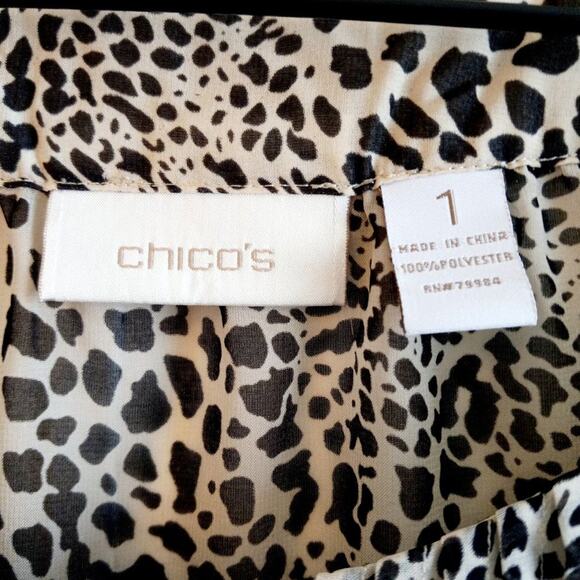 chico's
1
MADE IN CHINA
100%POLYESTER
RN#79984